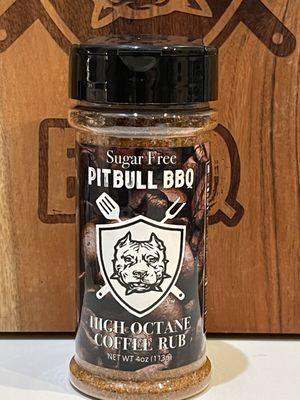 Sugar Free
PITBULL BBQ
HIGH OCTANE
COFFEE RUB
NET WT 4oz (113g)